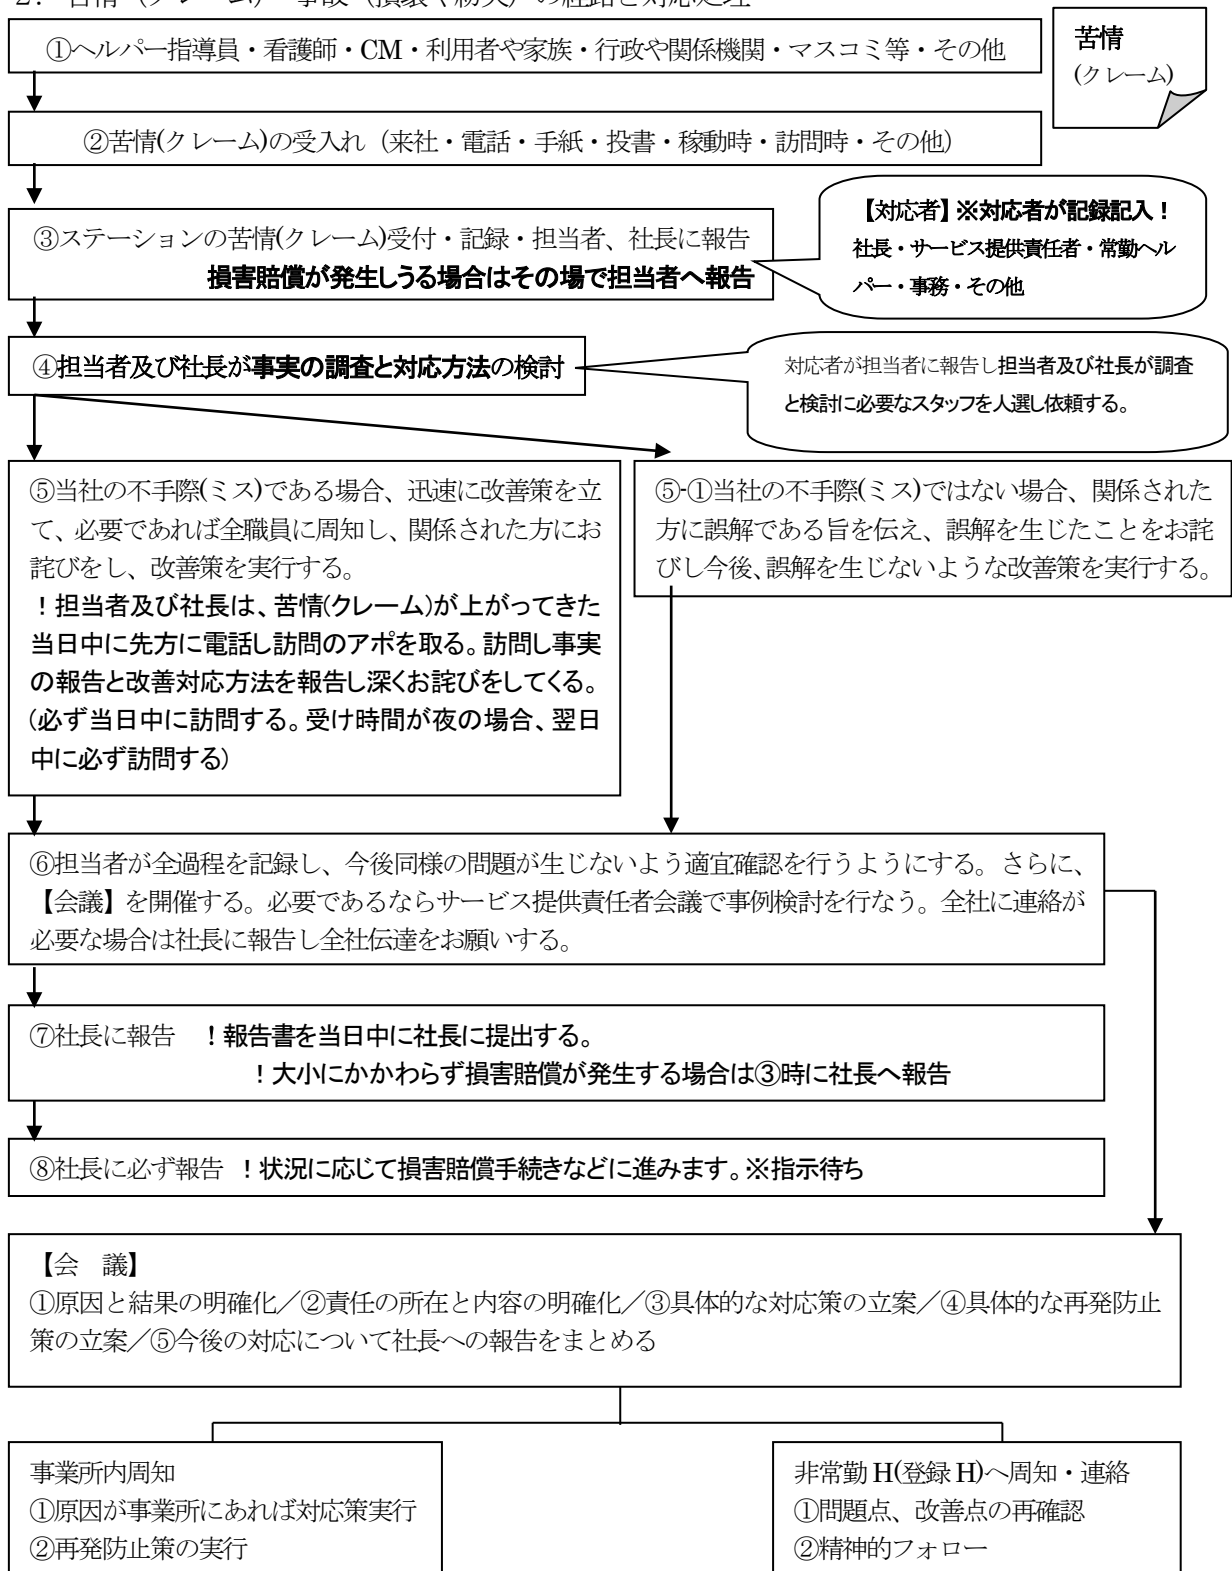 2. 苦情(クレーム)・事故(損壊や紛失)の経路と対応処理
①ヘルパー指導員・看護師・CM・利用者や家族・行政や関係機関・マスコミ等・その他
苦情
(クレーム)
②苦情(クレーム)の受入れ(来社・電話・手紙・投書・稼動時・訪問時・その他)
③ステーションの苦情(クレーム)受付・記録・担当者、社長に報告
損害賠償が発生しうる場合はその場で担当者へ報告
【対応者】※対応者が記録記入!
社長・サービス提供責任者・常勤ヘル
パー・事務・その他
④担当者及び社長が事実の調査と対応方法の検討
対応者が担当者に報告し担当者及び社長が調査
と検討に必要なスタッフを人選し依頼する。
⑤当社の不手際(ミス)である場合、迅速に改善策を立
て、必要であれば全職員に周知し、関係された方にお
詫びをし、改善策を実行する。
!担当者及び社長は、苦情(クレーム)が上がってきた
当日中に先方に電話し訪問のアポを取る。訪問し事実
の報告と改善対応方法を報告し深くお詫びをしてくる。
(必ず当日中に訪問する。受け時間が夜の場合、翌日
中に必ず訪問する)
⑤-①当社の不手際(ミス)ではない場合、関係された
方に誤解である旨を伝え、誤解を生じたことをお詫
びし今後、誤解を生じないような改善策を実行する。
⑥担当者が全過程を記録し、今後同様の問題が生じないよう適宜確認を行うようにする。さらに、
【会議】を開催する。必要であるならサービス提供責任者会議で事例検討を行なう。全社に連絡が
必要な場合は社長に報告し全社伝達をお願いする。
⑦社長に報告 !報告書を当日中に社長に提出する。
!大小にかかわらず損害賠償が発生する場合は③時に社長へ報告
⑧社長に必ず報告 !状況に応じて損害賠償手続きなどに進みます。※指示待ち
【会 議】
①原因と結果の明確化/②責任の所在と内容の明確化/③具体的な対応策の立案/④具体的な再発防止
策の立案/⑤今後の対応について社長への報告をまとめる
事業所内周知
①原因が事業所にあれば対応策実行
②再発防止策の実行
非常勤H(登録H)へ周知・連絡
①問題点、改善点の再確認
②精神的フォロー